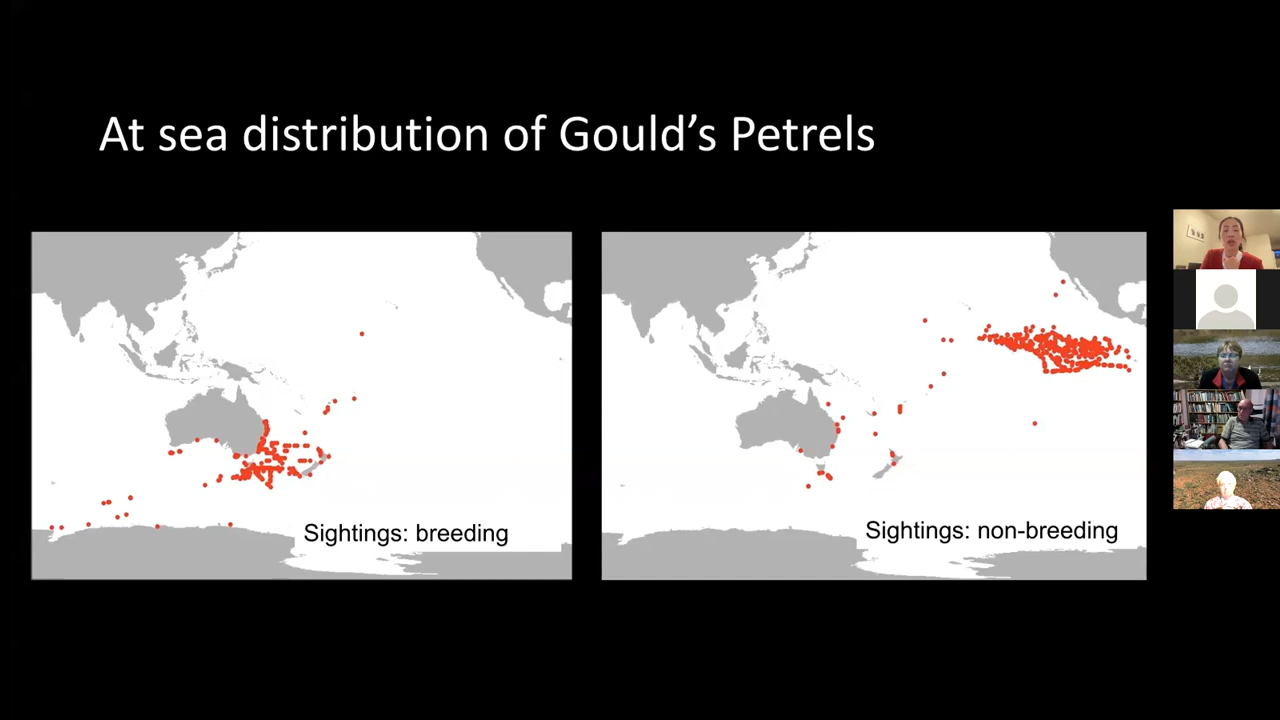 At sea distribution of Gould’s Petrels
Sightings: breeding
Sightings: non-breeding